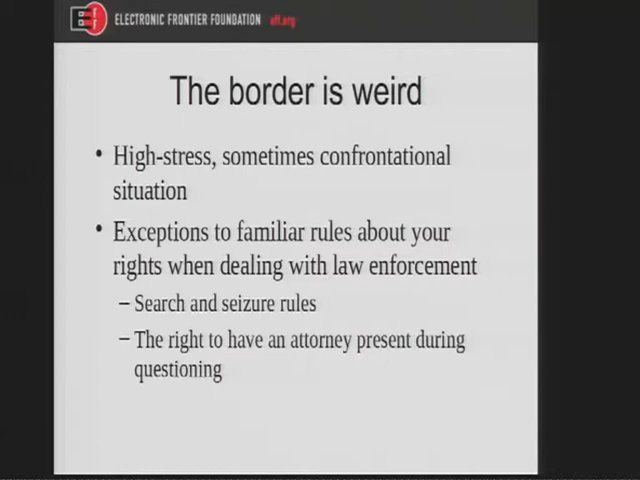 ELECTRONIC FRONTIER FOUNDATION eff.org
The border is weird
• High-stress, sometimes confrontational
situation
• Exceptions to familiar rules about your
rights when dealing with law enforcement
– Search and seizure rules
– The right to have an attorney present during
questioning